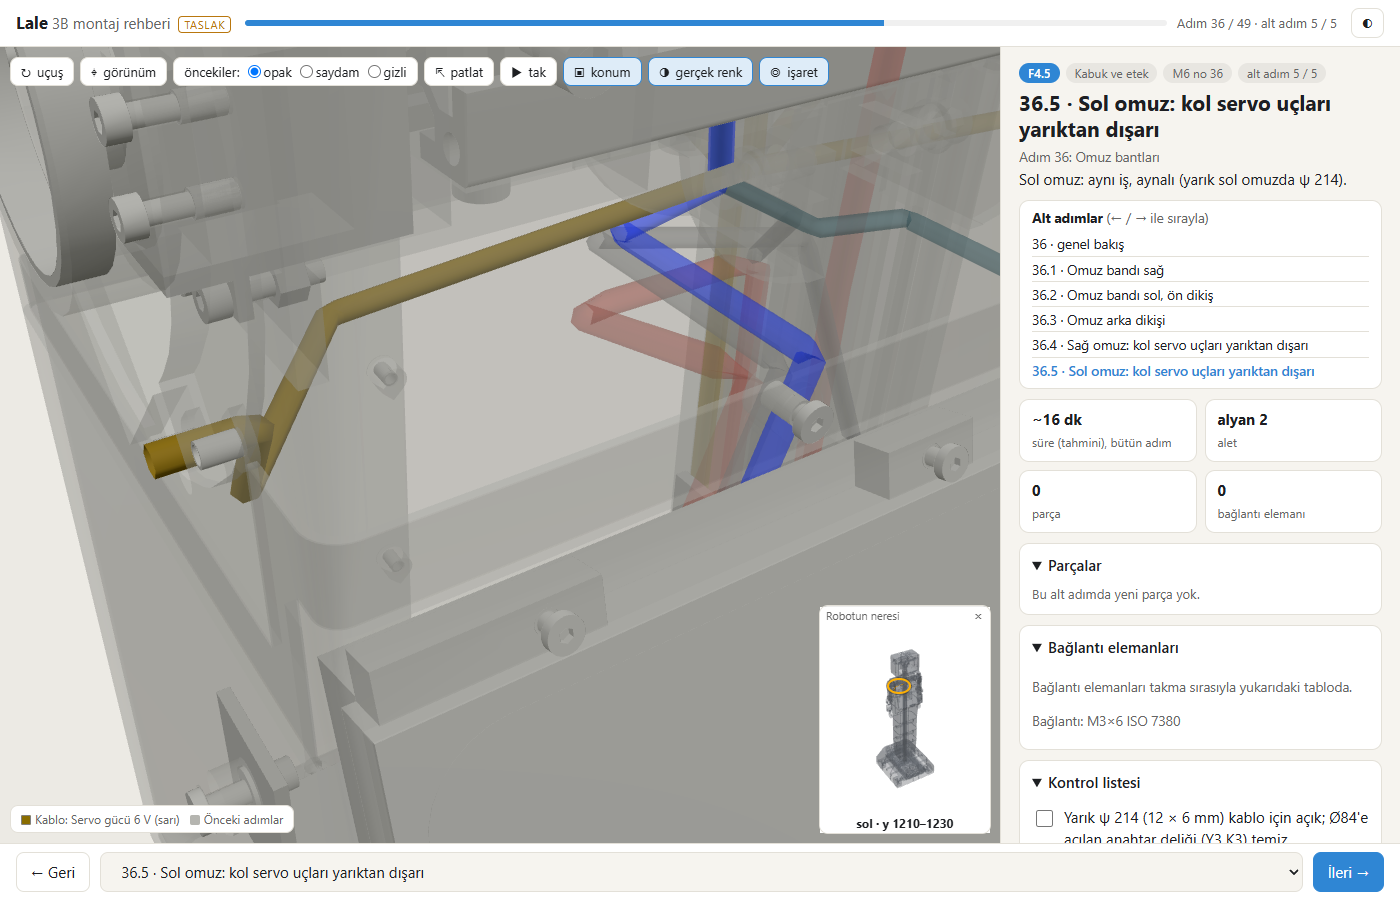 Lale 3B montaj rehberi TASLAK
Adım 36 / 49 · alt adım 5 / 5
↻ uçuş
⌖ görünüm
öncekiler: opak saydam gizli
⇱ patlat
▶ tak
▣ konum
◑ gerçek renk
◎ işaret
F4.5 Kabuk ve etek M6 no 36 alt adım 5 / 5
36.5 · Sol omuz: kol servo uçları
yarıktan dışarı
Adım 36: Omuz bantları
Sol omuz: aynı iş, aynalı (yarık sol omuzda ψ 214).
Alt adımlar (← / → ile sırayla)
36 · genel bakış
36.1 · Omuz bandı sağ
36.2 · Omuz bandı sol, ön dikiş
36.3 · Omuz arka dikişi
36.4 · Sağ omuz: kol servo uçları yarıktan dışarı
36.5 · Sol omuz: kol servo uçları yarıktan dışarı
~16 dk
süre (tahmini), bütün adım
alyan 2
alet
0
parça
0
bağlantı elemanı
▼ Parçalar
Bu alt adımda yeni parça yok.
▼ Bağlantı elemanları
Bağlantı elemanları takma sırasıyla yukarıdaki tabloda.
Bağlantı: M3×6 ISO 7380
▼ Kontrol listesi
Yarık ψ 214 (12 × 6 mm) kablo için açık; Ø84'e
açılan anahtar deliği (Y3 K3) temiz
Robotun neresi ×
sol · y 1210–1230
Kablo: Servo gücü 6 V (sarı) Önceki adımlar
← Geri
36.5 · Sol omuz: kol servo uçları yarıktan dışarı
İleri →